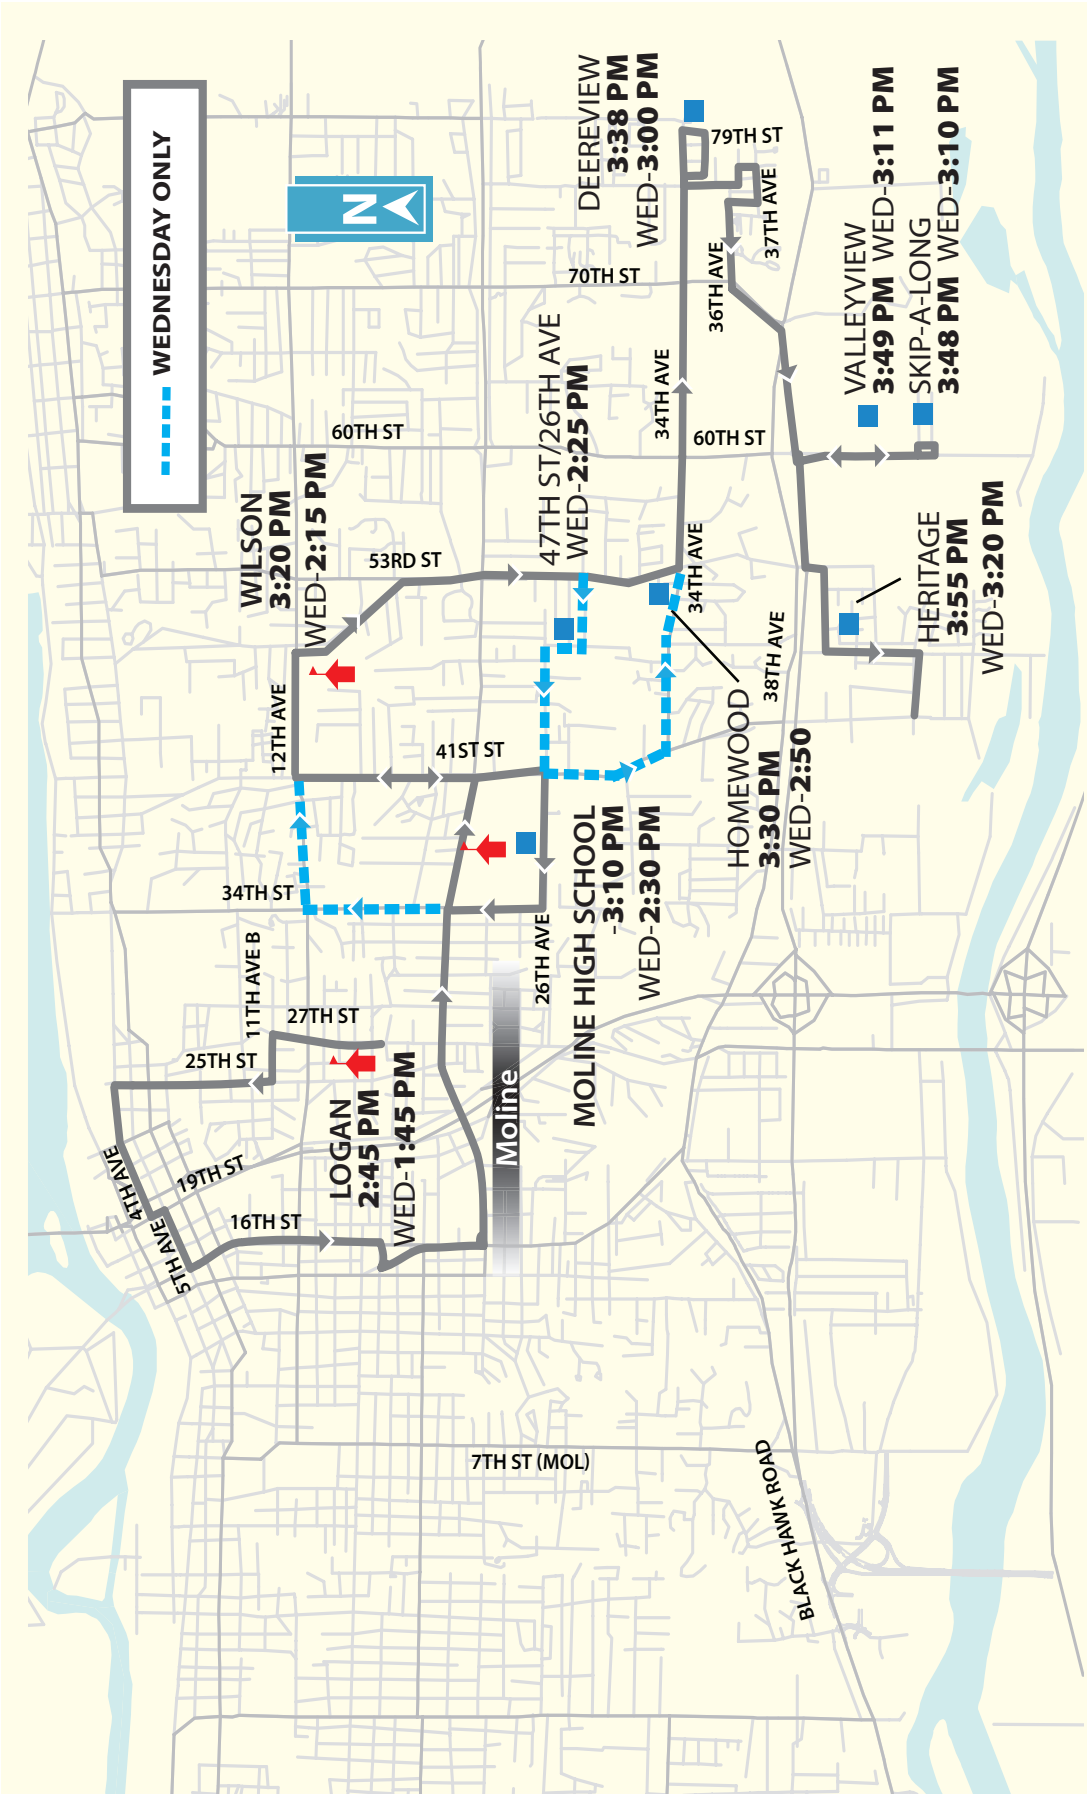 WEDNESDAY ONLY
N
WILSON
3:20 PM
WED-2:15 PM
DEEREVIEW
3:38 PM
WED-3:00 PM
79TH ST
37TH AVE
36TH AVE
70TH ST
34TH AVE
60TH ST
60TH ST
VALLEYVIEW
3:49 PM WED-3:11 PM
SKIP-A-LONG
3:48 PM WED-3:10 PM
47TH ST/26TH AVE
WED-2:25 PM
53RD ST
34TH AVE
HERITAGE
3:55 PM
WED-3:20 PM
12TH AVE
41ST ST
38TH AVE
HOMEWOOD
3:30 PM
WED-2:50
34TH ST
MOLINE HIGH SCHOOL
-3:10 PM
WED-2:30 PM
26TH AVE
11TH AVE B
27TH ST
25TH ST
LOGAN
2:45 PM
WED-1:45 PM
Moline
4TH AVE
19TH ST
5TH AVE
16TH ST
7TH ST (MOL)
BLACK HAWK ROAD